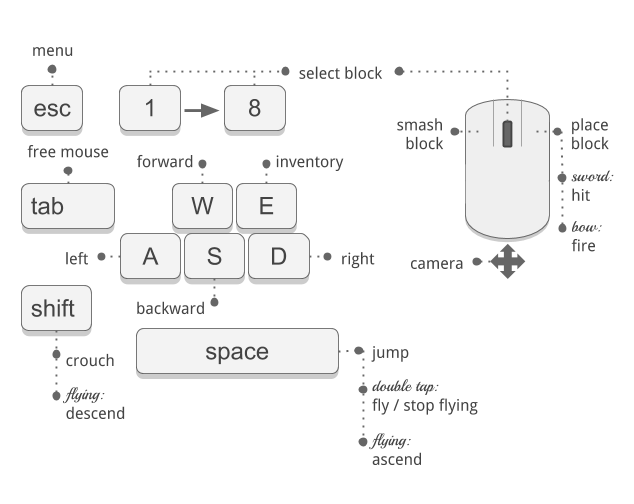 menu
esc
1
8
select block
smash
block
place
block
sword:
hit
bow:
fire
camera
free mouse
tab
forward
inventory
W
E
left
A
S
D
right
backward
shift
crouch
flying:
descend
space
jump
double tap:
fly / stop flying
flying:
ascend